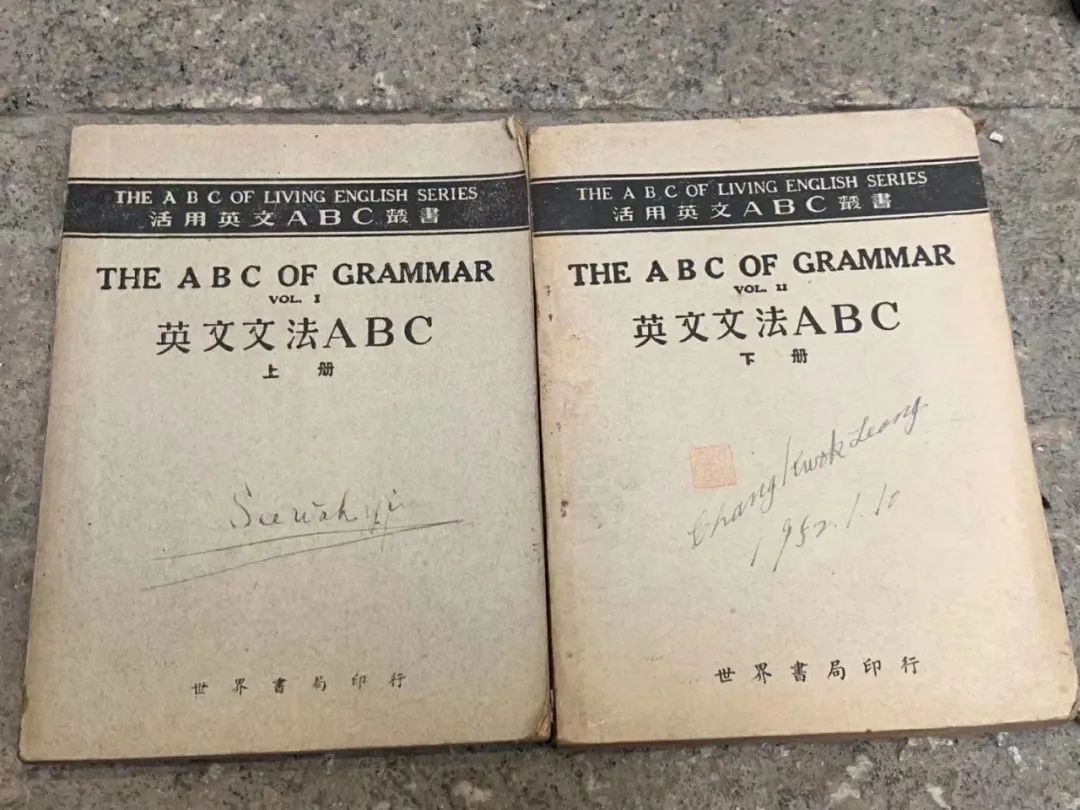 THE A B C OF LIVING ENGLISH SERIES
活用英文ABC叢書
THE A B C OF GRAMMAR
VOL. I
英文文法ABC
上册
世界書局印行
THE A B C OF LIVING ENGLISH SERIES
活用英文ABC叢書
THE A B C OF GRAMMAR
VOL. II
英文文法ABC
下册
Chang Kwok Leong
1952.1.10
世界書局印行